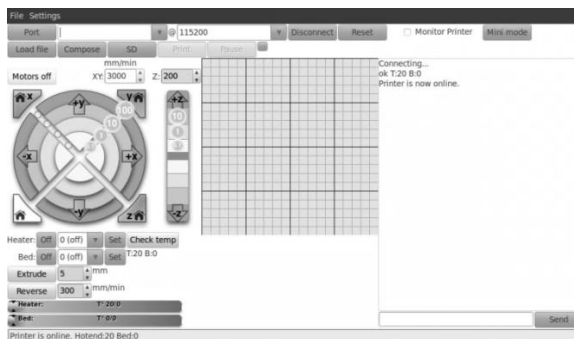 File Settings
Port @ 115200 Disconnect Reset Monitor Printer Mini mode
Load file Compose SD Print Pause
mm/min
Motors off XY: 3000 Z: 200
X +y y +z
100
10 10
1 1
-x +x
-y z -z
Heater: Off 0 (off) Set Check temp
Bed: Off 0 (off) Set T:20 B:0
Extrude 5 mm
Reverse 300 mm/min
Heater: T° 20/0
Bed: T° 0/0
Connecting...
ok T:20 B:0
Printer is now online.
Send
Printer is online. Hotend:20 Bed:0